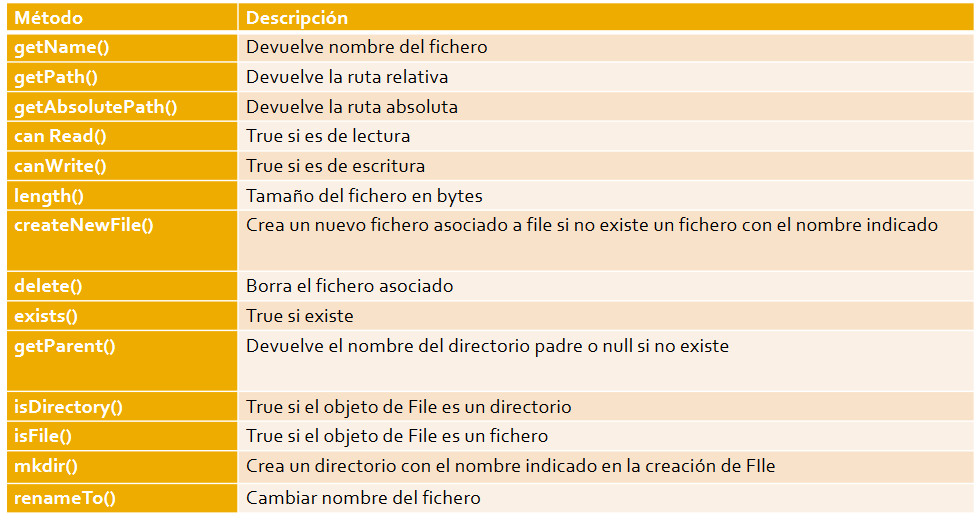 Método Descripción
getName() Devuelve nombre del fichero
getPath() Devuelve la ruta relativa
getAbsolutePath() Devuelve la ruta absoluta
can Read() True si es de lectura
canWrite() True si es de escritura
length() Tamaño del fichero en bytes
createNewFile() Crea un nuevo fichero asociado a file si no existe un fichero con el nombre indicado
delete() Borra el fichero asociado
exists() True si existe
getParent() Devuelve el nombre del directorio padre o null si no existe
isDirectory() True si el objeto de File es un directorio
isFile() True si el objeto de File es un fichero
mkdir() Crea un directorio con el nombre indicado en la creación de FIle
renameTo() Cambiar nombre del fichero